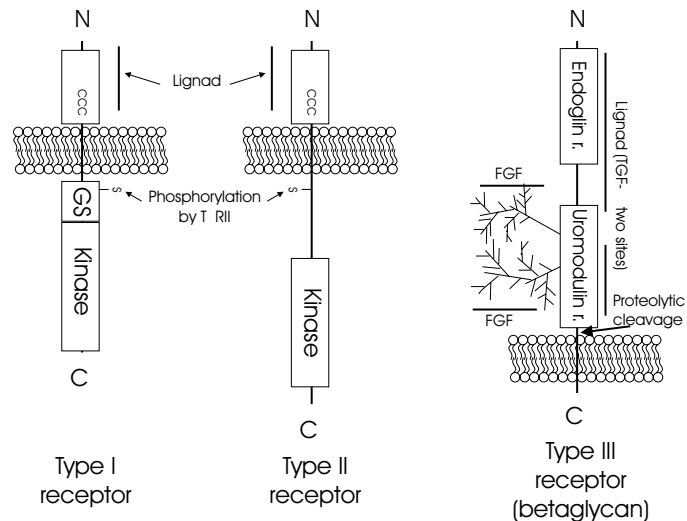 N
N
N
CCC
Lignad
CCC
Endoglin r.
Lignad (TGF-
two sites)
GS
S
Phosphorylation
by T RII
S
FGF
Uromodulin r.
Kinase
Kinase
FGF
Proteolytic
cleavage
C
C
C
Type I
receptor
Type II
receptor
Type III
receptor
(betaglycan)